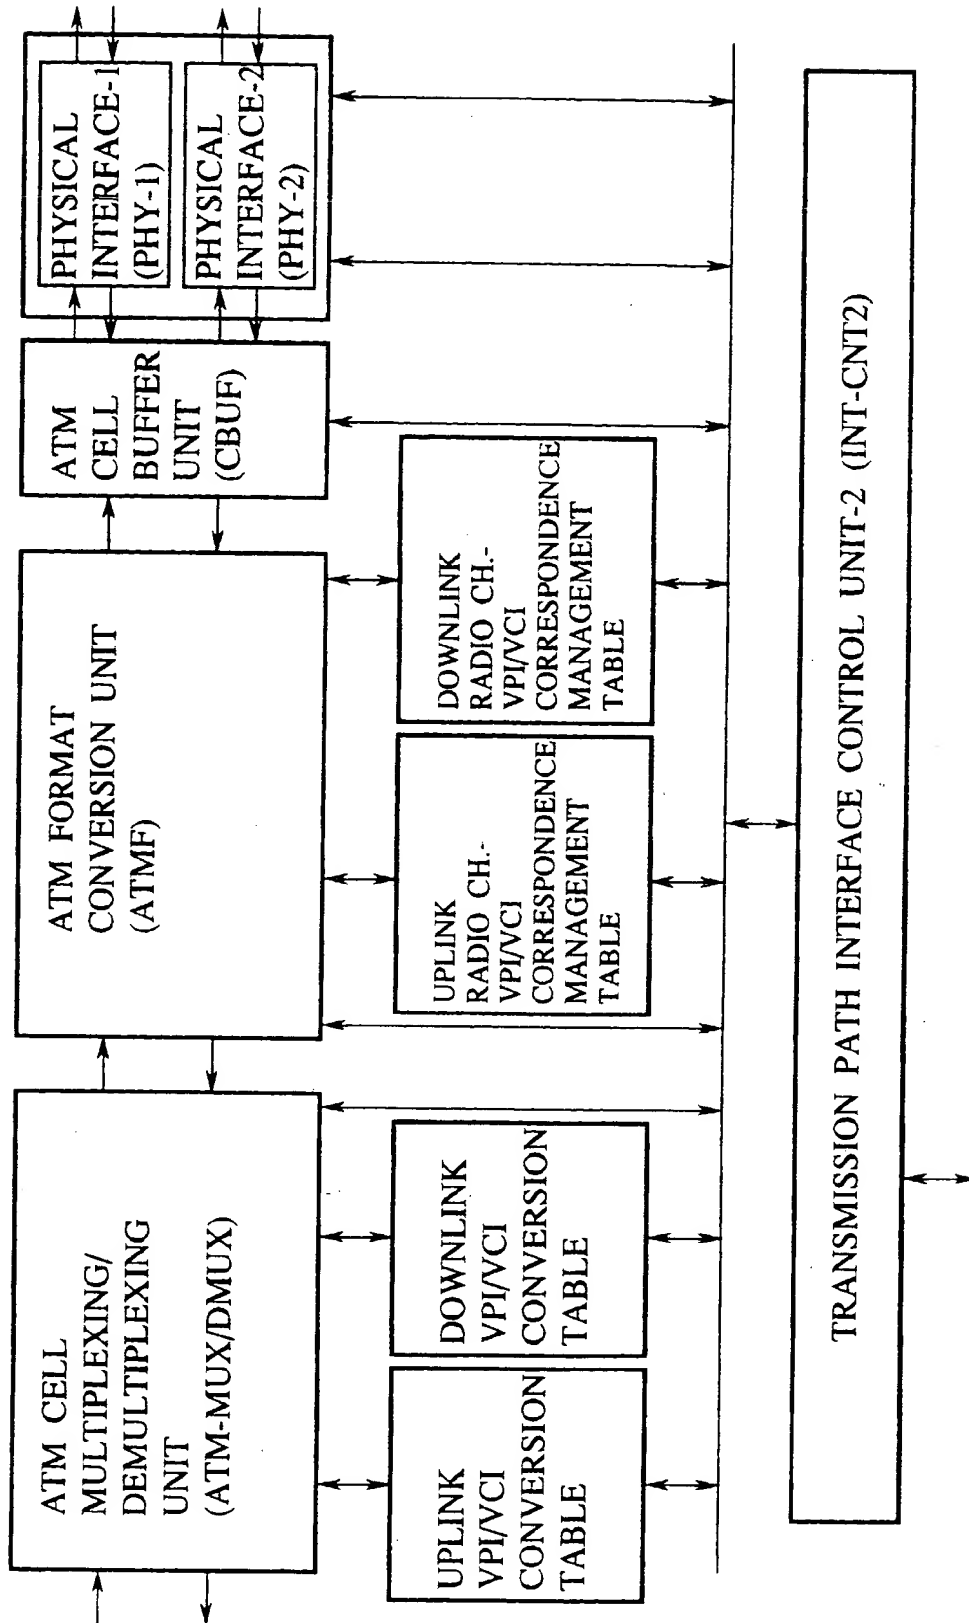 ATM CELL
MULTIPLEXING/
DEMULTIPLEXING
UNIT
(ATM-MUX/DMUX)
ATM FORMAT
CONVERSION UNIT
(ATMF)
ATM
CELL
BUFFER
UNIT
(CBUF)
PHYSICAL
INTERFACE-1
(PHY-1)
PHYSICAL
INTERFACE-2
(PHY-2)
UPLINK
VPI/VCI
CONVERSION
TABLE
DOWNLINK
VPI/VCI
CONVERSION
TABLE
UPLINK
RADIO CH.-
VPI/VCI
CORRESPONDENCE
MANAGEMENT
TABLE
DOWNLINK
RADIO CH.-
VPI/VCI
CORRESPONDENCE
MANAGEMENT
TABLE
TRANSMISSION PATH INTERFACE CONTROL UNIT-2 (INT-CNT2)